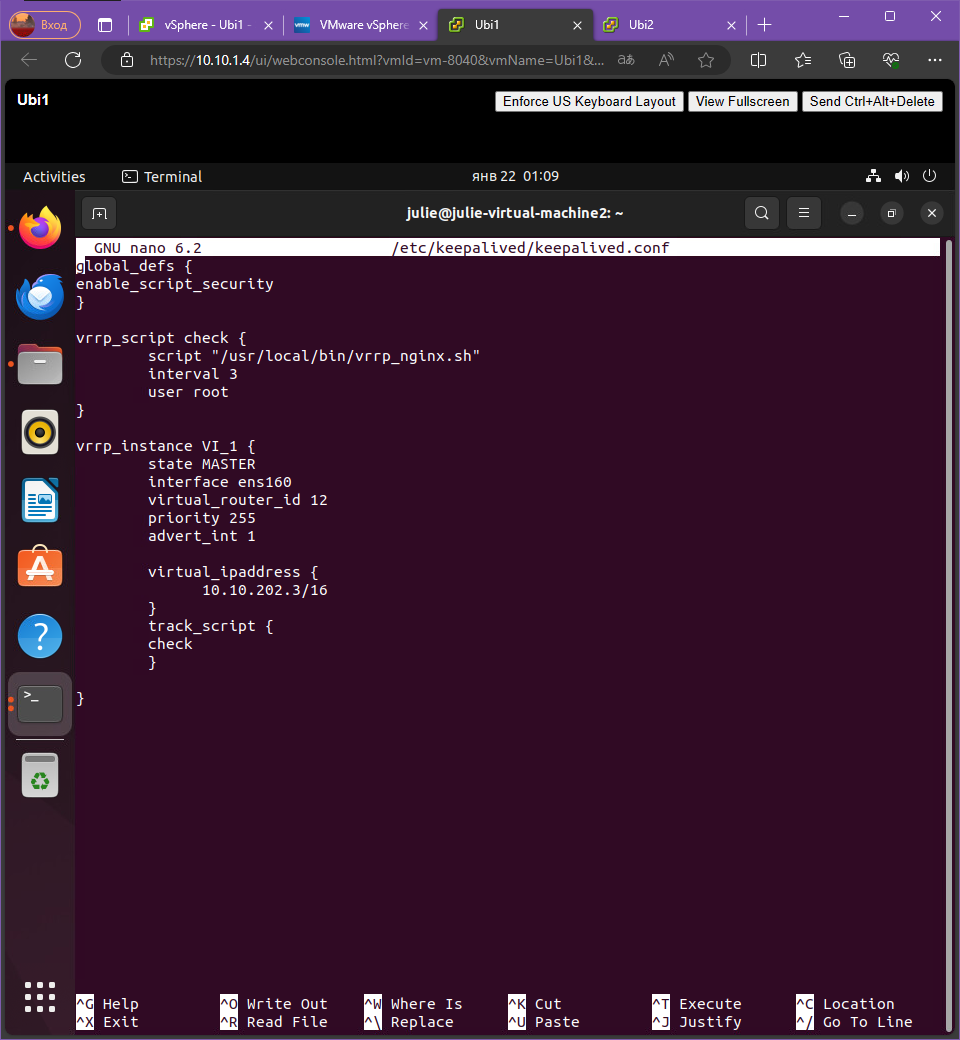 Вход
vSphere - Ubi1 -
VMware vSphere
Ubi1
Ubi2
https://10.10.1.4/ui/webconsole.html?vmId=vm-8040&vmName=Ubi1&...
Ubi1
Enforce US Keyboard Layout
View Fullscreen
Send Ctrl+Alt+Delete
Activities
Terminal
янв 22 01:09
julie@julie-virtual-machine2: ~
GNU nano 6.2 /etc/keepalived/keepalived.conf
global_defs {
enable_script_security
}
vrrp_script check {
script "/usr/local/bin/vrrp_nginx.sh"
interval 3
user root
}
vrrp_instance VI_1 {
state MASTER
interface ens160
virtual_router_id 12
priority 255
advert_int 1
virtual_ipaddress {
10.10.202.3/16
}
track_script {
check
}
}
^G Help ^O Write Out ^W Where Is ^K Cut ^T Execute ^C Location
^X Exit ^R Read File ^\ Replace ^U Paste ^J Justify ^/ Go To Line